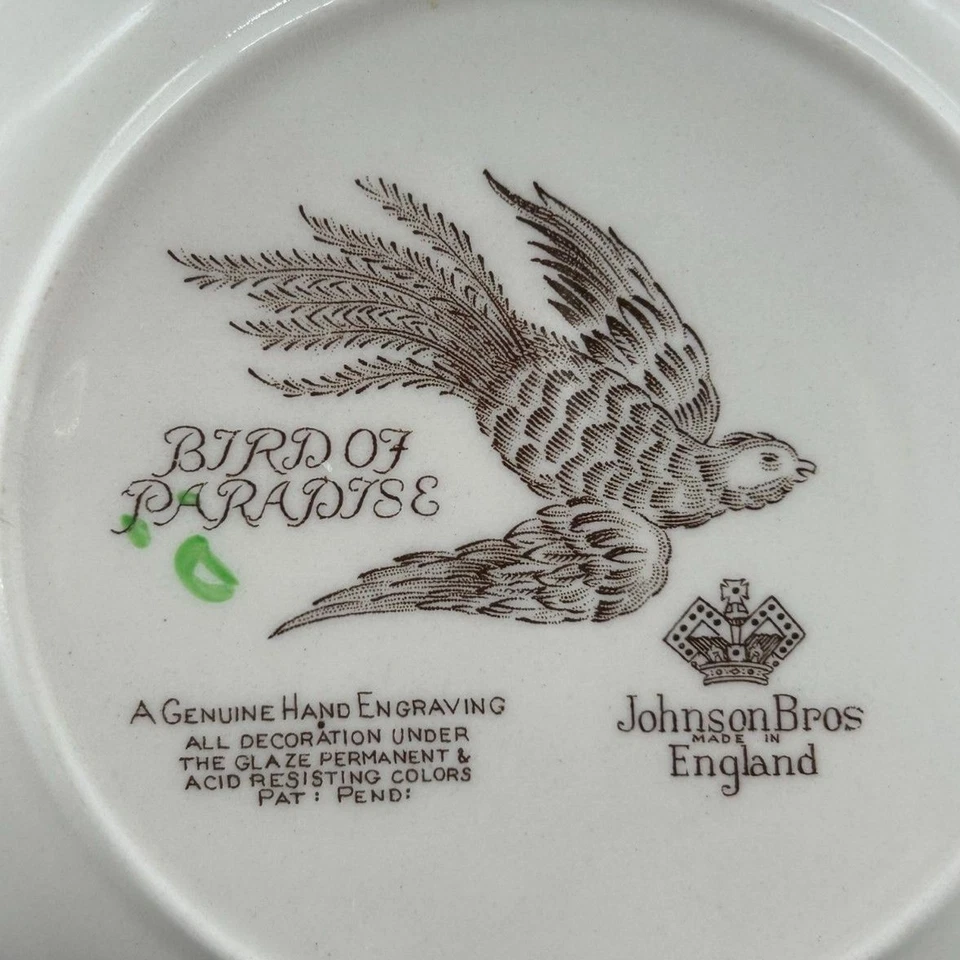 BIRD OF
PARADISE
A GENUINE HAND ENGRAVING
ALL DECORATION UNDER
THE GLAZE PERMANENT &
ACID RESISTING COLORS
PAT: PEND:
Johnson Bros
MADE IN
England